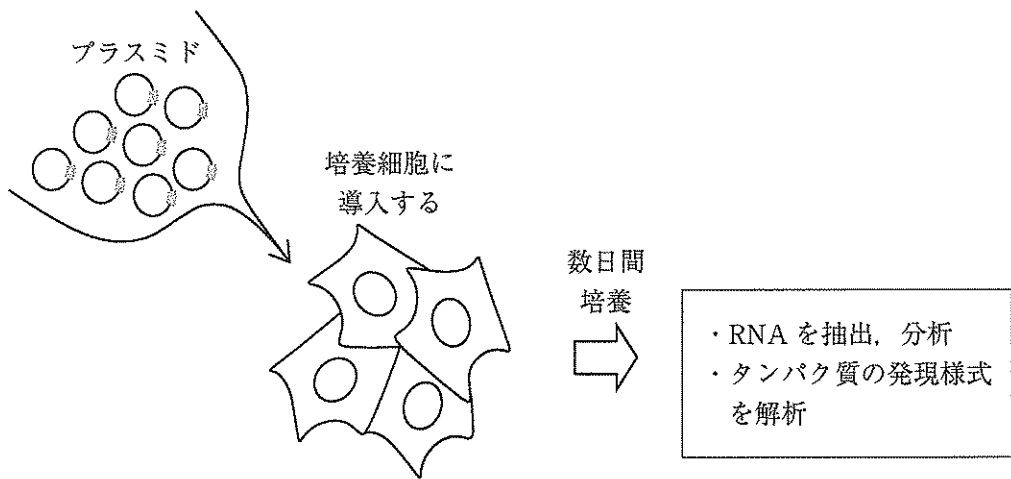 プラスミド
培養細胞に
導入する
数日間
培養
・RNA を抽出，分析
・タンパク質の発現様式
を解析